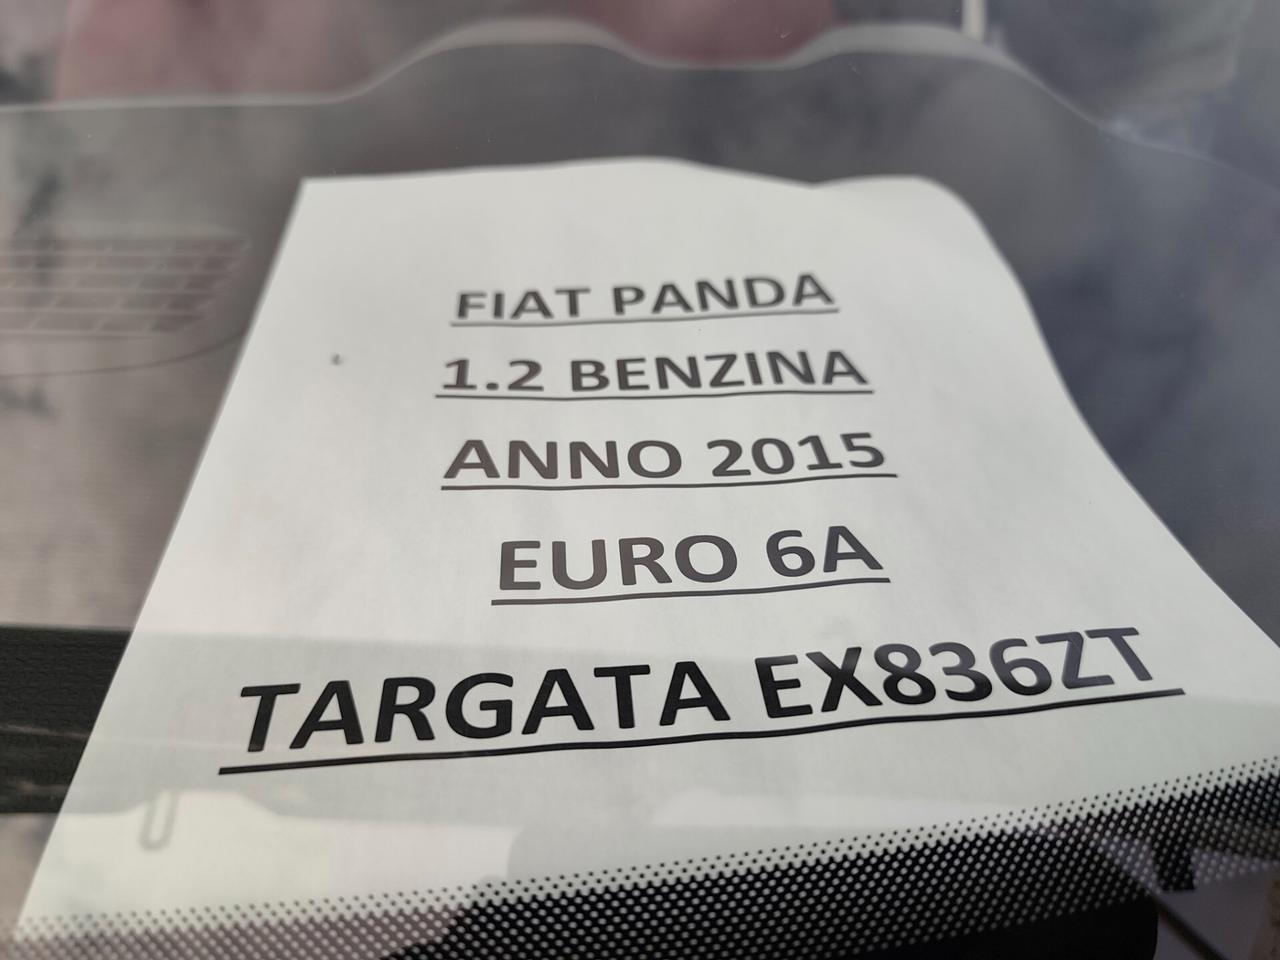 FIAT PANDA
1.2 BENZINA
ANNO 2015
EURO 6A
TARGATA EX836ZT